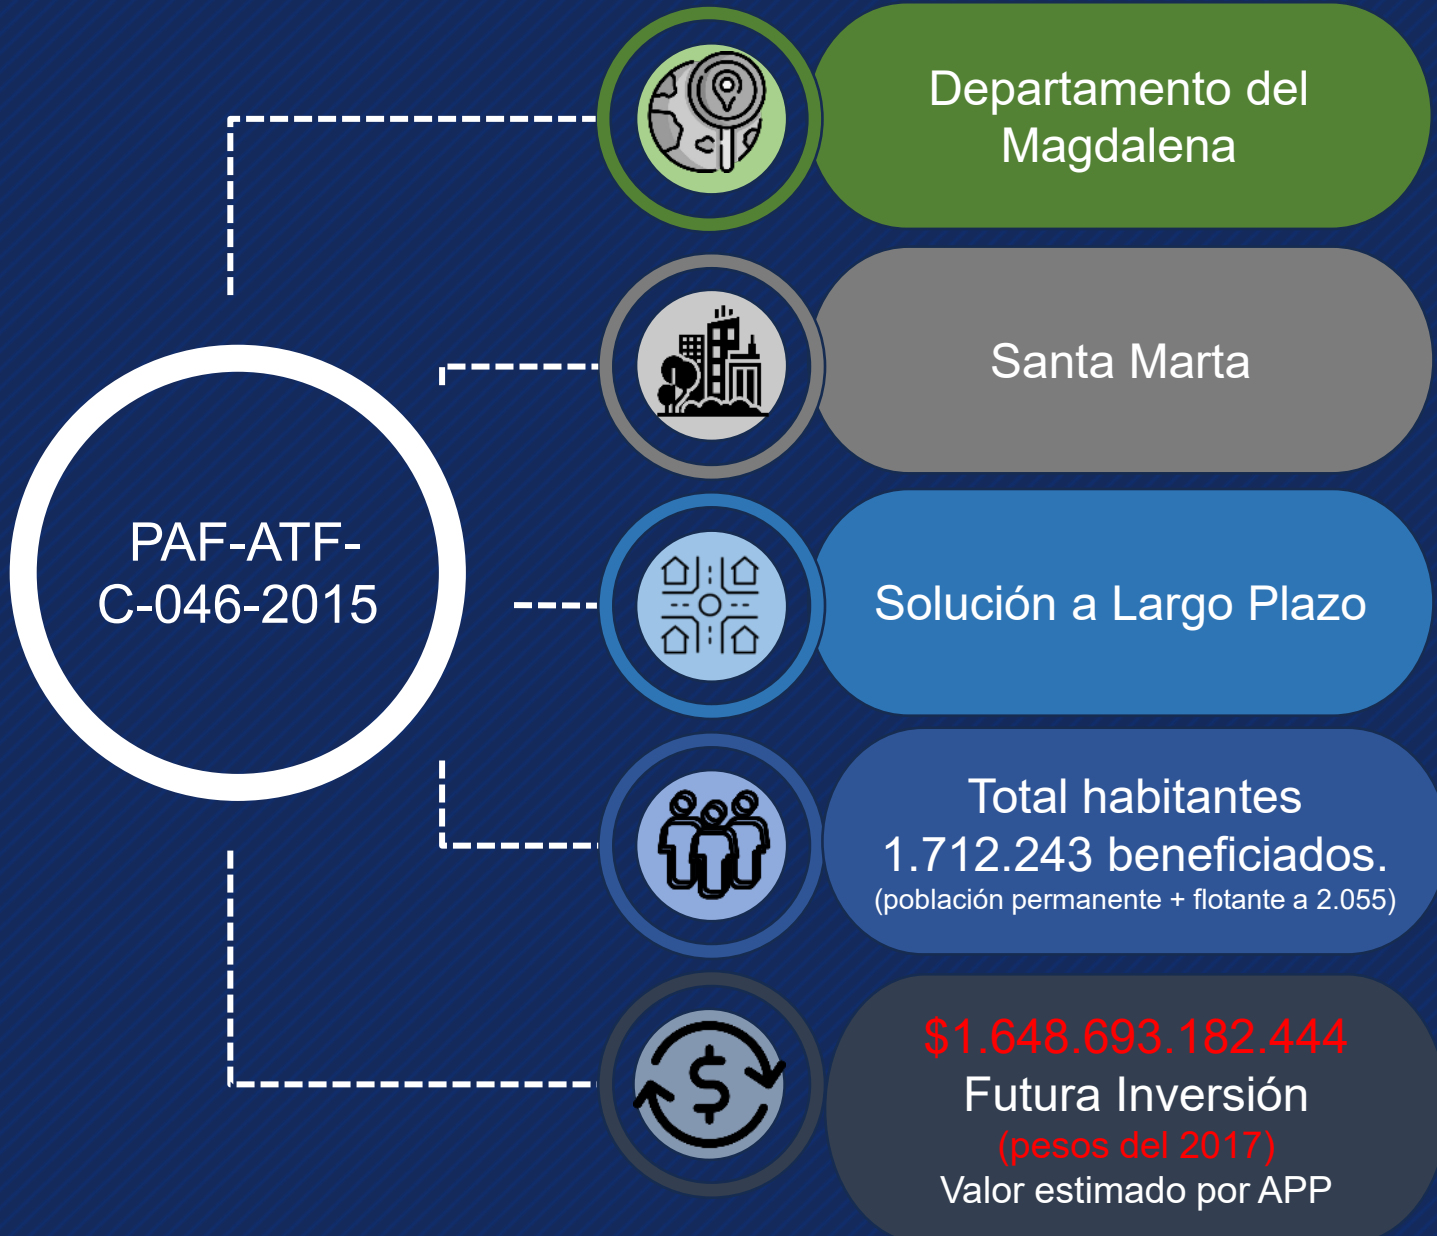 PAF-ATF-
C-046-2015
Departamento del
Magdalena
Santa Marta
Solución a Largo Plazo
Total habitantes
1.712.243 beneficiados.
(población permanente + flotante a 2.055)
$1.648.693.182.444
Futura Inversión
(pesos del 2017)
Valor estimado por APP